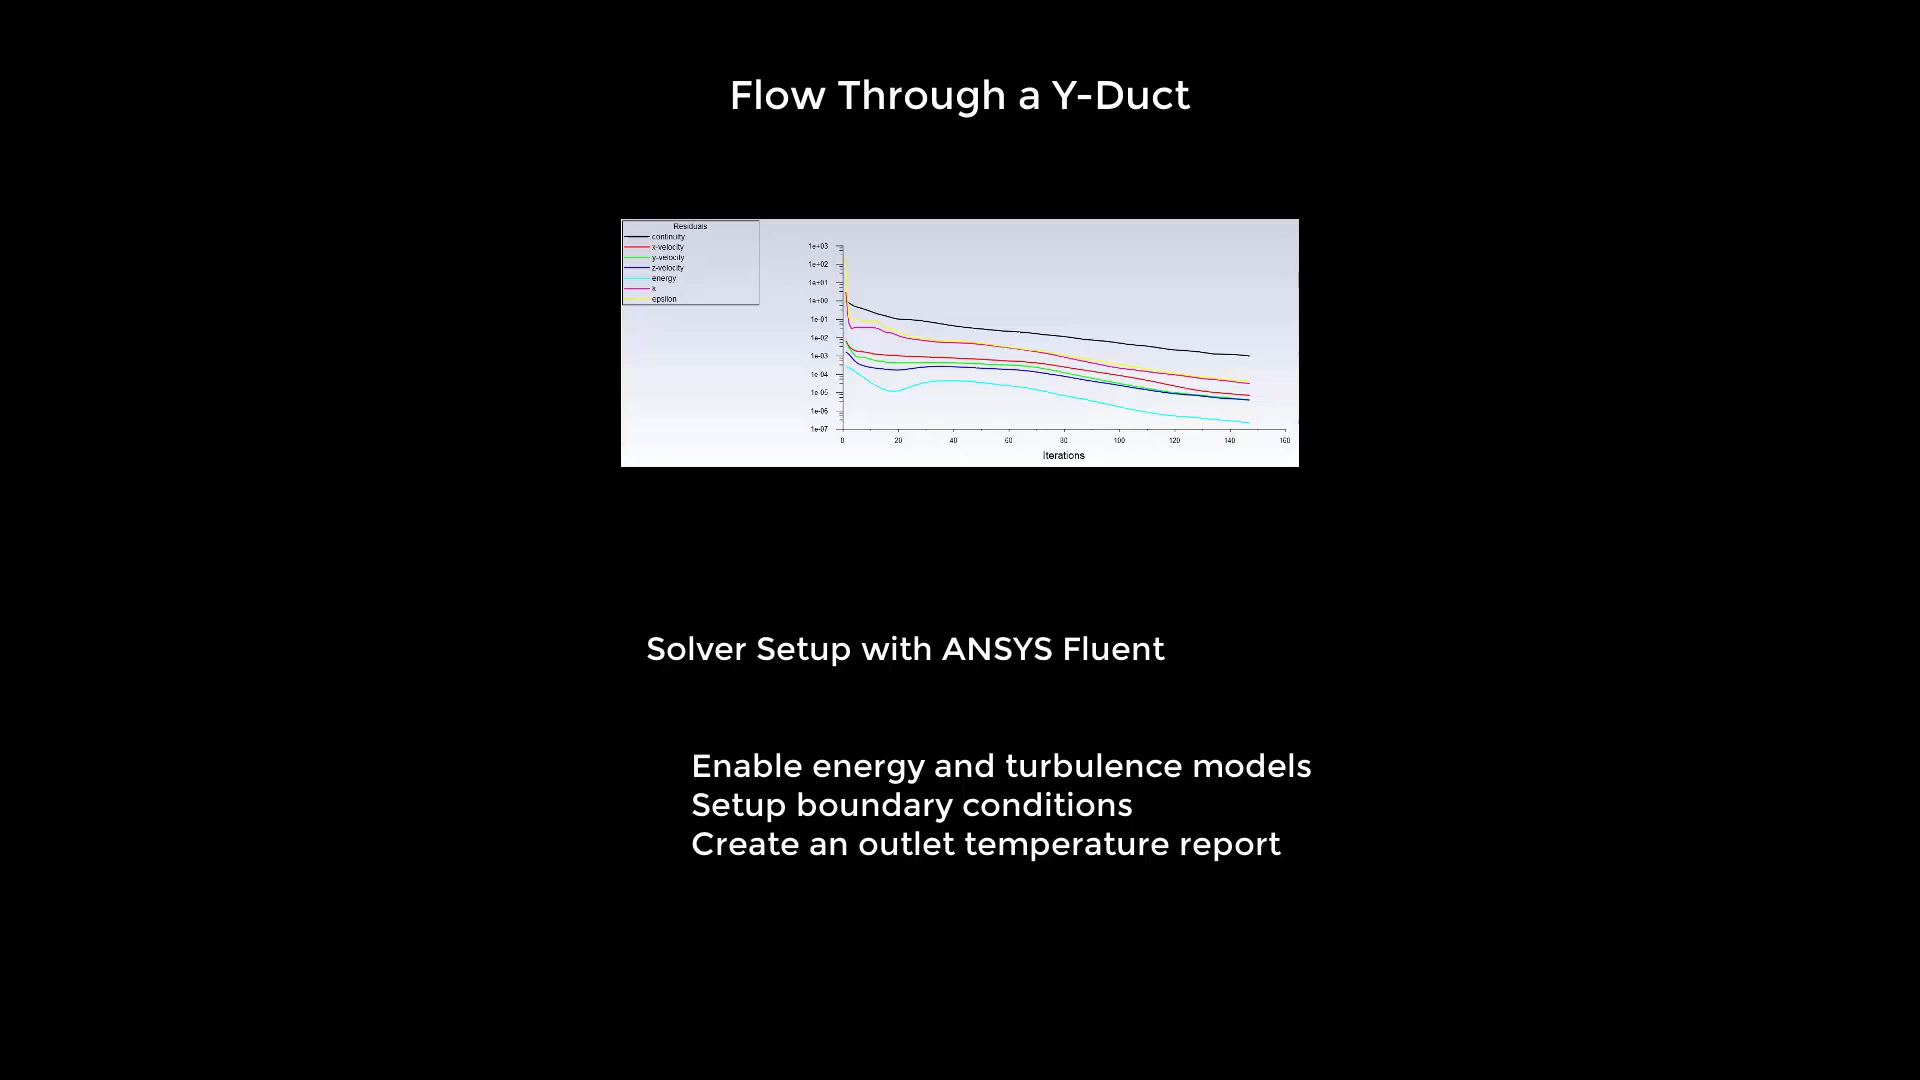 Flow Through a Y-Duct
Residuals
continuity
x-velocity
y-velocity
z-velocity
energy
k
epsilon
1e+03
1e+02
1e+01
1e+00
1e-01
1e-02
1e-03
1e-04
1e-05
1e-06
1e-07
0 20 40 60 80 100 120 140 160
Iterations
Solver Setup with ANSYS Fluent
Enable energy and turbulence models
Setup boundary conditions
Create an outlet temperature report